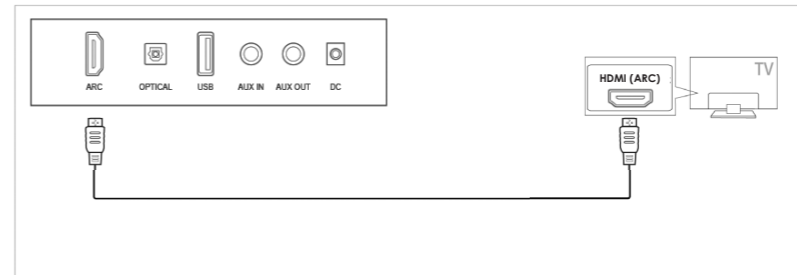 TV
HDMI (ARC)
ARC OPTICAL USB AUX IN AUX OUT DC